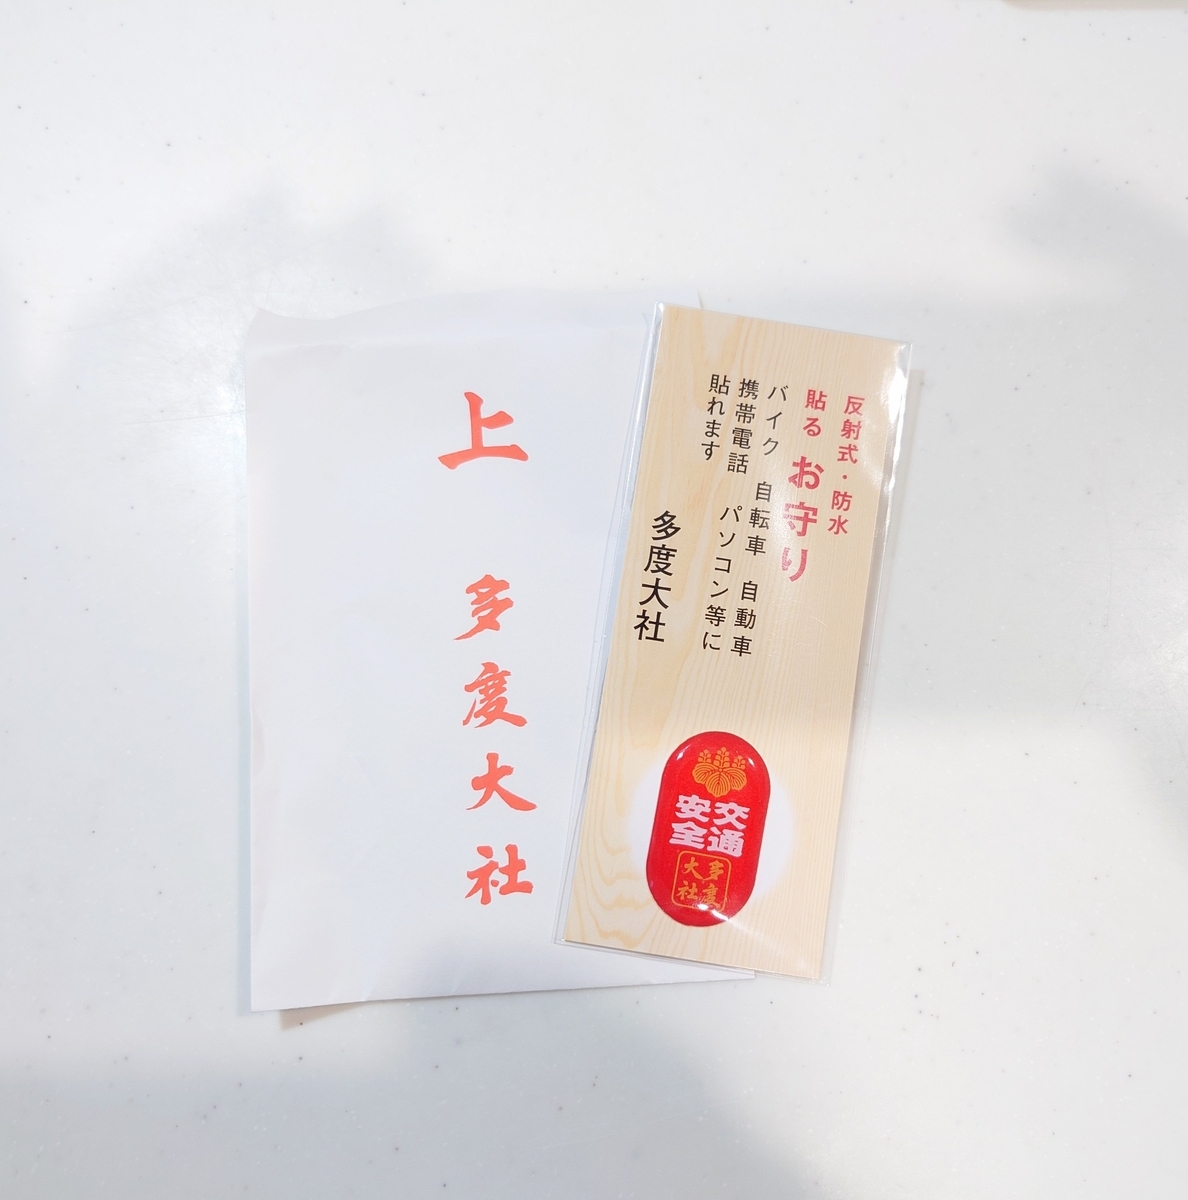 上 多度大社
反射式・防水
貼る お守り
バイク 自転車 自動車
携帯電話 パソコン等に
貼れます
多度大社
交通
安全
多度
大社